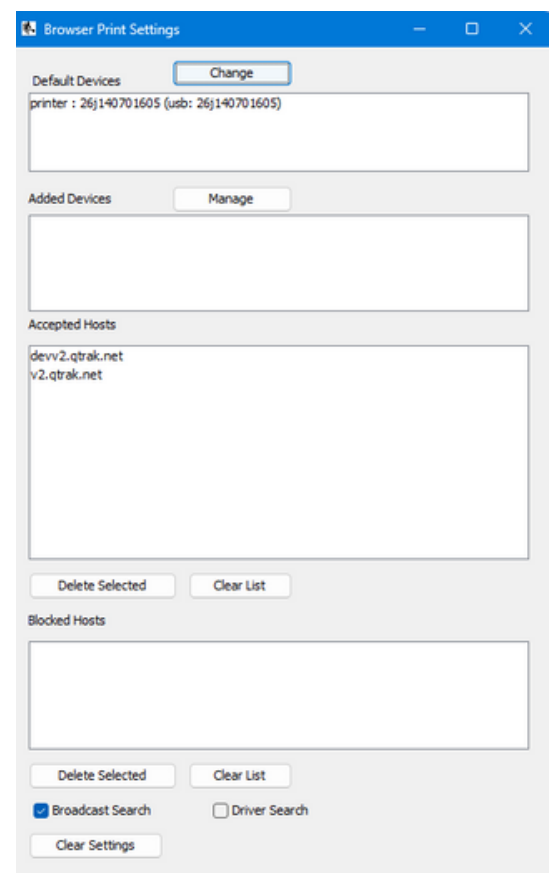 Browser Print Settings
Default Devices Change
printer : 26j140701605 (usb: 26j140701605)
Added Devices Manage
Accepted Hosts
devv2.qtrak.net
v2.qtrak.net
Delete Selected Clear List
Blocked Hosts
Delete Selected Clear List
Broadcast Search Driver Search
Clear Settings